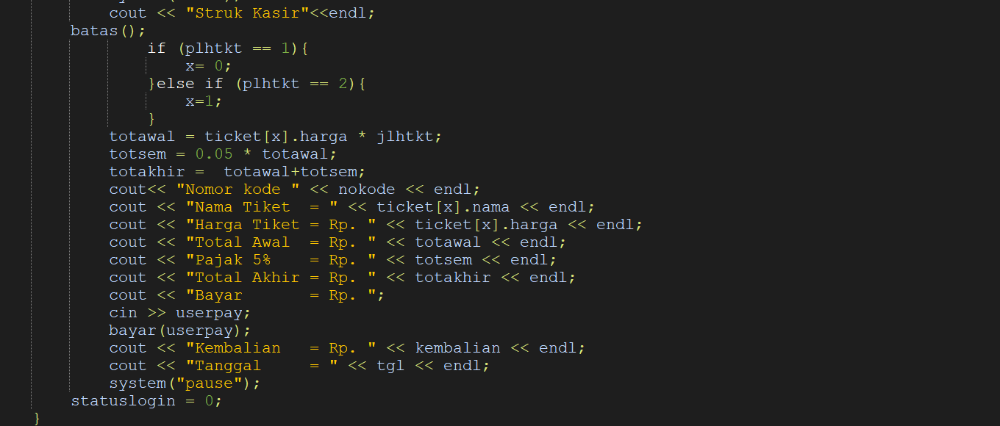 cout << "Struk Kasir"<<endl;
batas();
if (plhtkt == 1){
x= 0;
}else if (plhtkt == 2){
x=1;
}
totawal = ticket[x].harga * jlhtkt;
totsem = 0.05 * totawal;
totakhir =  totawal+totsem;
cout<< "Nomor kode " << nokode << endl;
cout << "Nama Tiket  = " << ticket[x].nama << endl;
cout << "Harga Tiket = Rp. " << ticket[x].harga << endl;
cout << "Total Awal  = Rp. " << totawal << endl;
cout << "Pajak 5%    = Rp. " << totsem << endl;
cout << "Total Akhir = Rp. " << totakhir << endl;
cout << "Bayar       = Rp. ";
cin >> userpay;
bayar(userpay);
cout << "Kembalian   = Rp. " << kembalian << endl;
cout << "Tanggal     = " << tgl << endl;
system("pause");
statuslogin = 0;
}